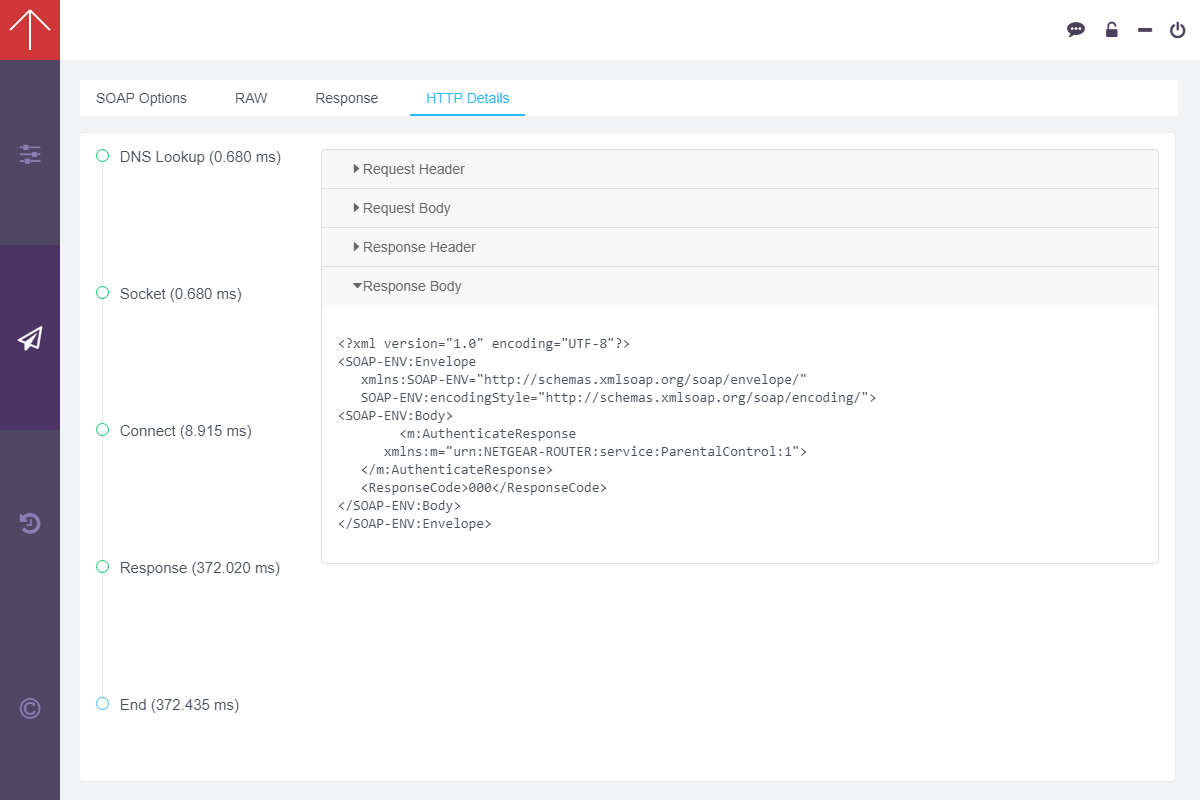 SOAP Options RAW Response HTTP Details
DNS Lookup (0.680 ms)
Socket (0.680 ms)
Connect (8.915 ms)
Response (372.020 ms)
End (372.435 ms)
Request Header
Request Body
Response Header
Response Body
<?xml version="1.0" encoding="UTF-8"?>
<SOAP-ENV:Envelope
xmlns:SOAP-ENV="http://schemas.xmlsoap.org/soap/envelope/"
SOAP-ENV:encodingStyle="http://schemas.xmlsoap.org/soap/encoding/">
<SOAP-ENV:Body>
<m:AuthenticateResponse
xmlns:m="urn:NETGEAR-ROUTER:service:ParentalControl:1">
</m:AuthenticateResponse>
<ResponseCode>000</ResponseCode>
</SOAP-ENV:Body>
</SOAP-ENV:Envelope>